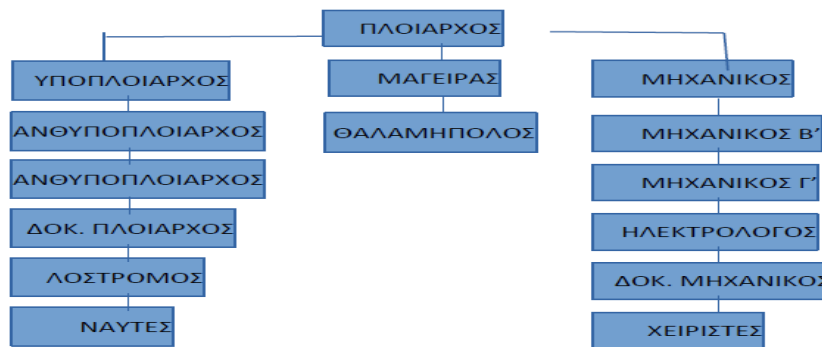 ΠΛΟΙΑΡΧΟΣ
ΥΠΟΠΛΟΙΑΡΧΟΣ
ΑΝΘΥΠΟΠΛΟΙΑΡΧΟΣ
ΑΝΘΥΠΟΠΛΟΙΑΡΧΟΣ
ΔΟΚ. ΠΛΟΙΑΡΧΟΣ
ΛΟΣΤΡΟΜΟΣ
ΝΑΥΤΕΣ
ΜΑΓΕΙΡΑΣ
ΘΑΛΑΜΗΠΟΛΟΣ
ΜΗΧΑΝΙΚΟΣ
ΜΗΧΑΝΙΚΟΣ Β’
ΜΗΧΑΝΙΚΟΣ Γ’
ΗΛΕΚΤΡΟΛΟΓΟΣ
ΔΟΚ. ΜΗΧΑΝΙΚΟΣ
ΧΕΙΡΙΣΤΕΣ